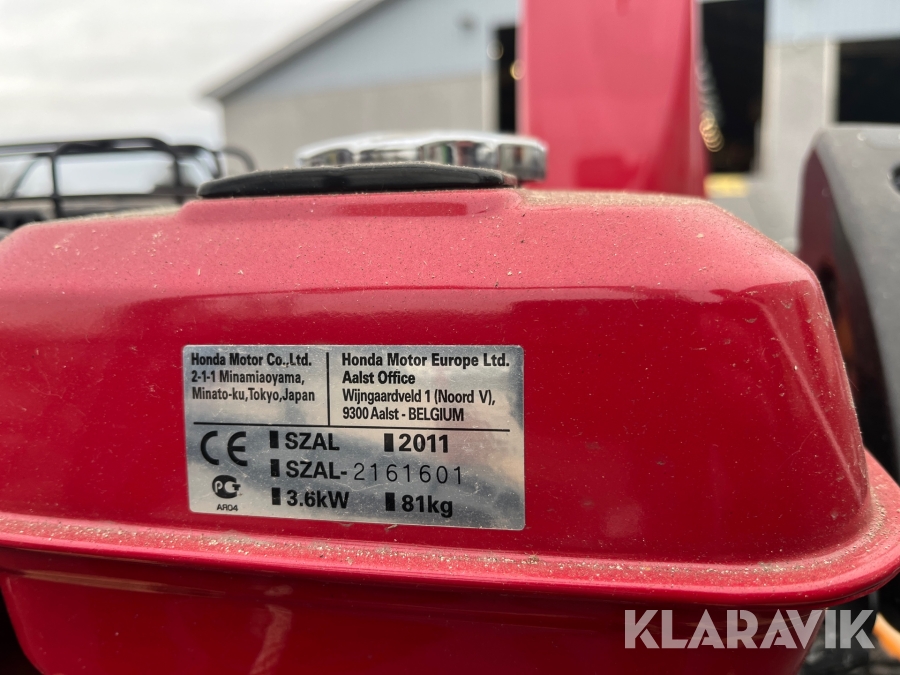 Honda Motor Co.,Ltd.
2-1-1 Minamiaoyama,
Minato-ku,Tokyo,Japan
Honda Motor Europe Ltd.
Aalst Office
Wijngaardveld 1 (Noord V),
9300 Aalst - BELGIUM
CE
SZAL 2011
SZAL-2161601
3.6kW 81kg
AЯ04
KLARAVIK